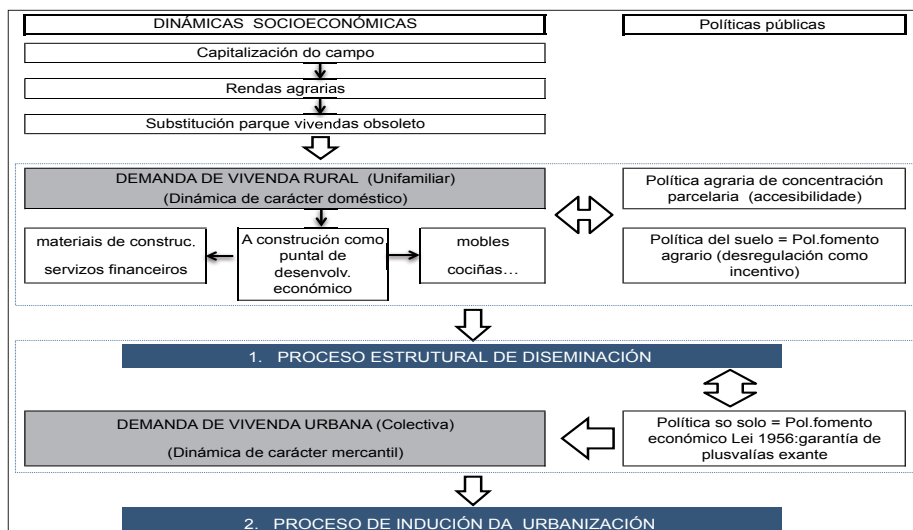 DINÁMICAS SOCIOECONÓMICAS
Políticas públicas
Capitalización do campo
Rendas agrarias
Substitución parque vivendas obsoleto
DEMANDA DE VIVENDA RURAL (Unifamiliar)
(Dinámica de carácter doméstico)
Política agraria de concentración
parcelaria (accesibilidade)
materiais de construc.
servizos financeiros
A construción como
puntal de
desenvolv.
económico
mobles
cociñas...
Política del suelo = Pol.fomento
agrario (desregulación como
incentivo)
1. PROCESO ESTRUTURAL DE DISEMINACIÓN
DEMANDA DE VIVENDA URBANA (Colectiva)
(Dinámica de carácter mercantil)
Política so solo = Pol.fomento
económico Lei 1956:garantía de
plusvalías exante
2. PROCESO DE INDUCIÓN DA URBANIZACIÓN